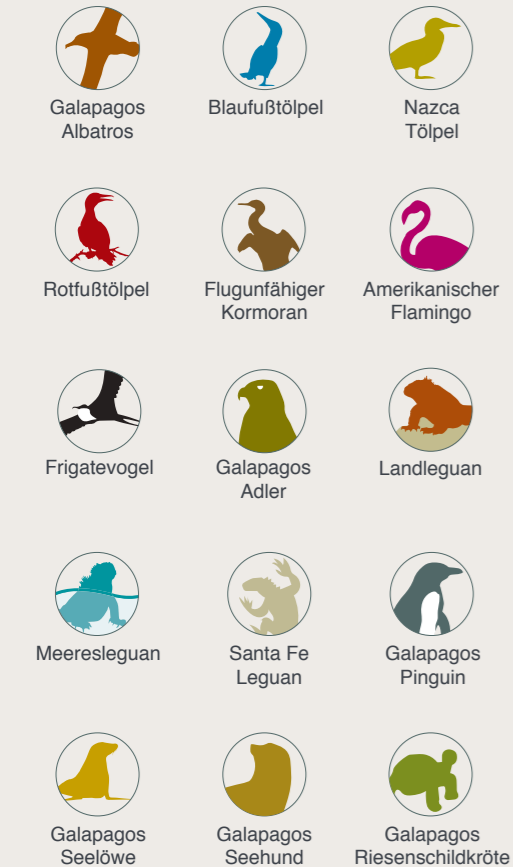 Galapagos
Albatros
Blaufußtölpel
Nazca
Tölpel
Rotfußtölpel
Flugunfähiger
Kormoran
Amerikanischer
Flamingo
Frigatevogel
Galapagos
Adler
Landleguan
Meeresleguan
Santa Fe
Leguan
Galapagos
Pinguin
Galapagos
Seelöwe
Galapagos
Seehund
Galapagos
Riesenschildkröte